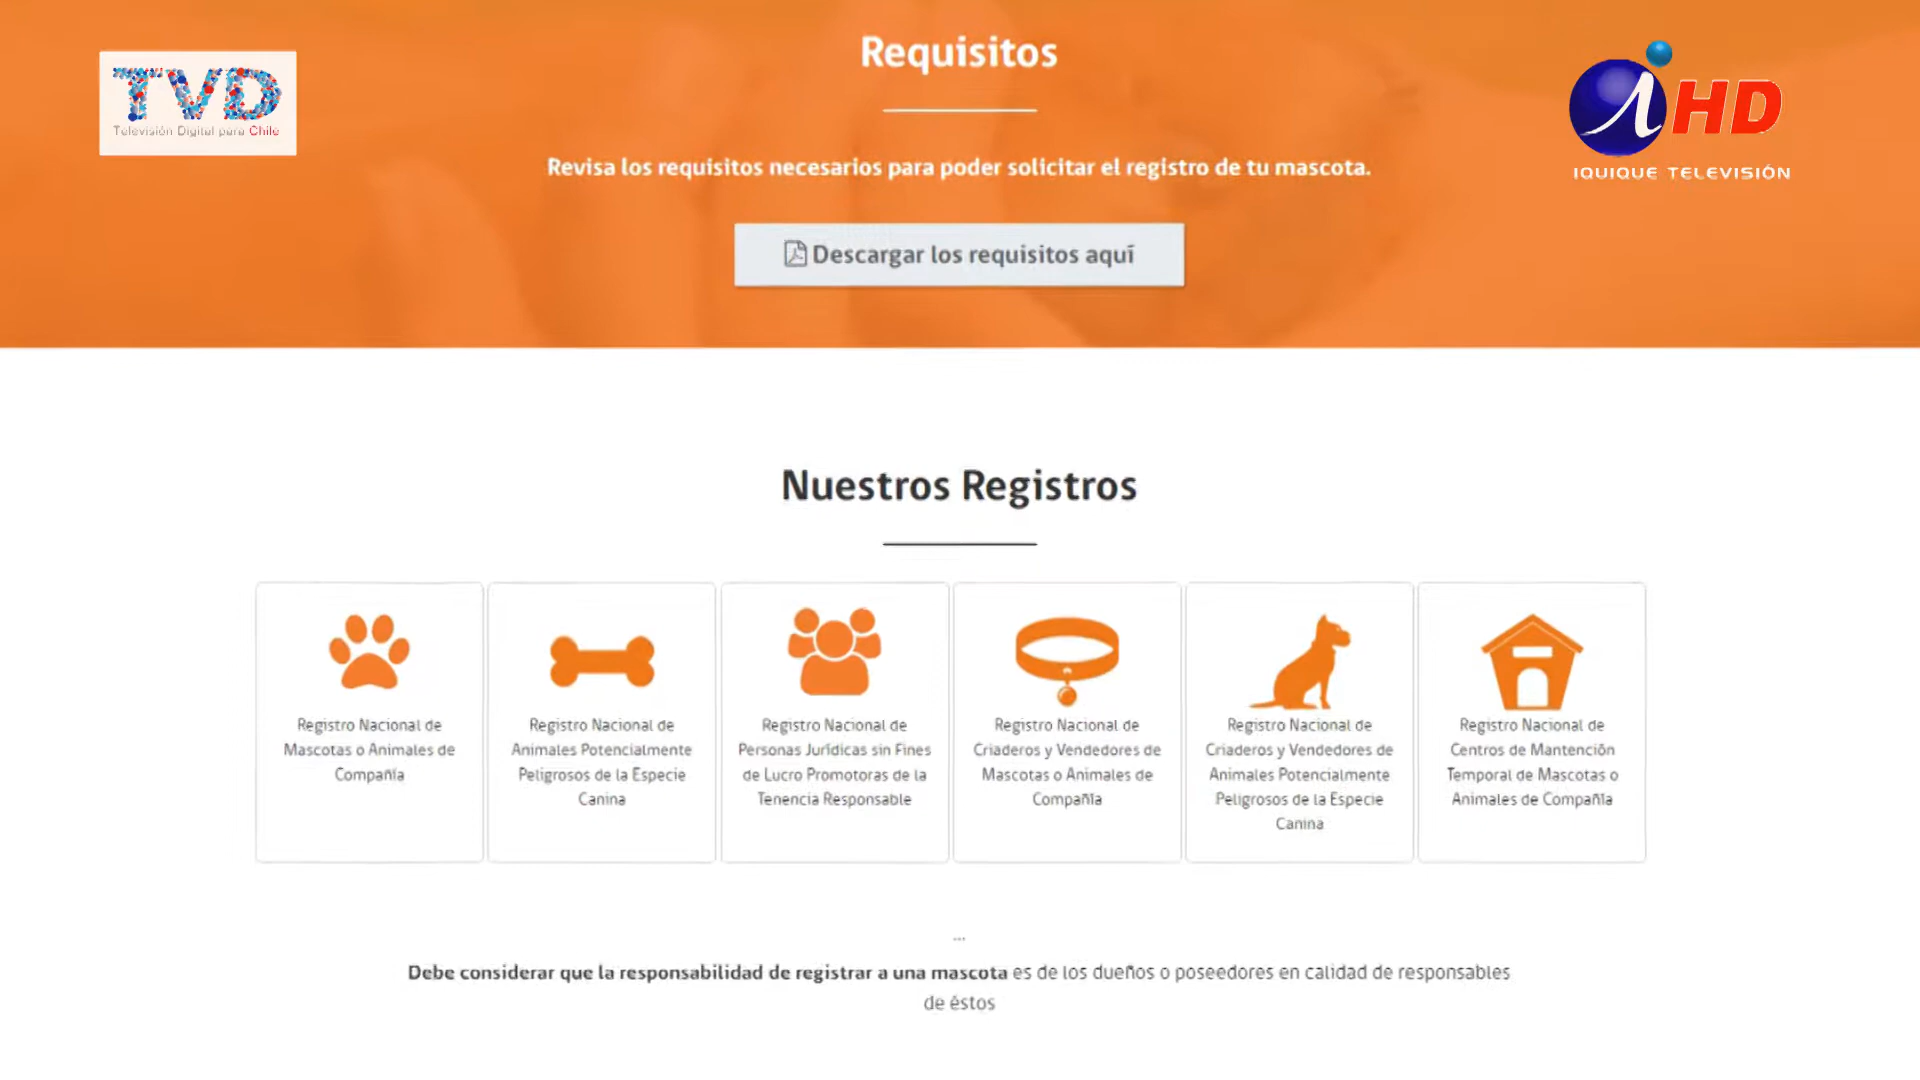 Requisitos
TVD
Televisión Digital para Chile
HD
IQUIQUE TELEVISIÓN
Revisa los requisitos necesarios para poder solicitar el registro de tu mascota.
Descargar los requisitos aquí
Nuestros Registros
Registro Nacional de
Mascotas o Animales de
Compañía
Registro Nacional de
Animales Potencialmente
Peligrosos de la Especie
Canina
Registro Nacional de
Personas Jurídicas sin Fines
de Lucro Promotoras de la
Tenencia Responsable
Registro Nacional de
Criaderos y Vendedores de
Mascotas o Animales de
Compañía
Registro Nacional de
Criaderos y Vendedores de
Animales Potencialmente
Peligrosos de la Especie
Canina
Registro Nacional de
Centros de Mantención
Temporal de Mascotas o
Animales de Compañía
...
Debe considerar que la responsabilidad de registrar a una mascota es de los dueños o poseedores en calidad de responsables
de éstos